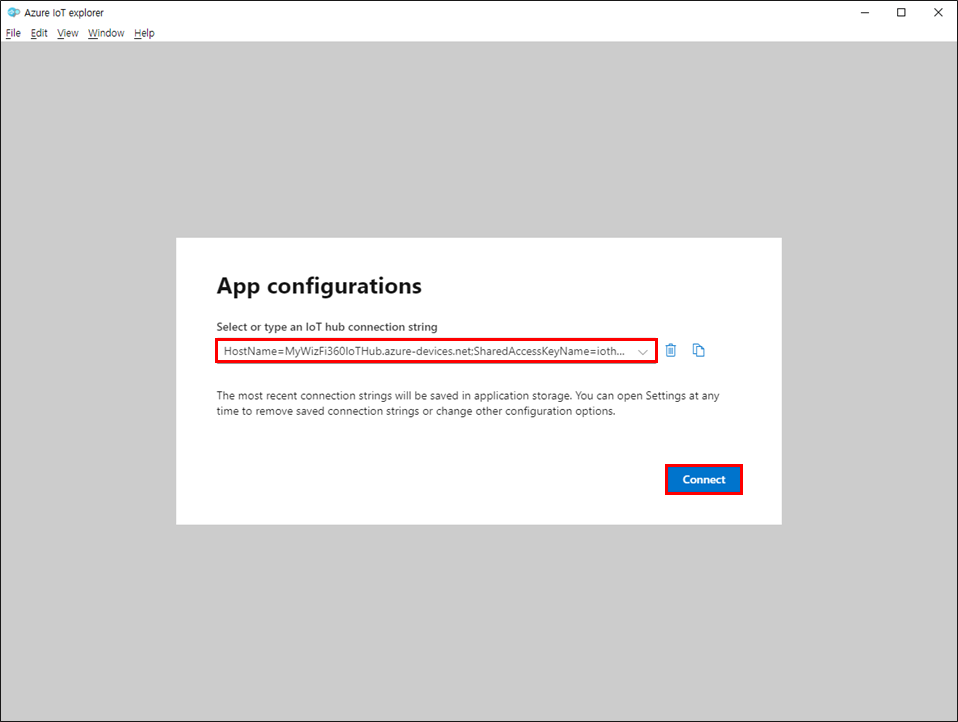 Azure IoT explorer
File Edit View Window Help
App configurations
Select or type an IoT hub connection string
HostName=MyWizFi360IoTHub.azure-devices.net;SharedAccessKeyName=ioth...
The most recent connection strings will be saved in application storage. You can open Settings at any
time to remove saved connection strings or change other configuration options.
Connect